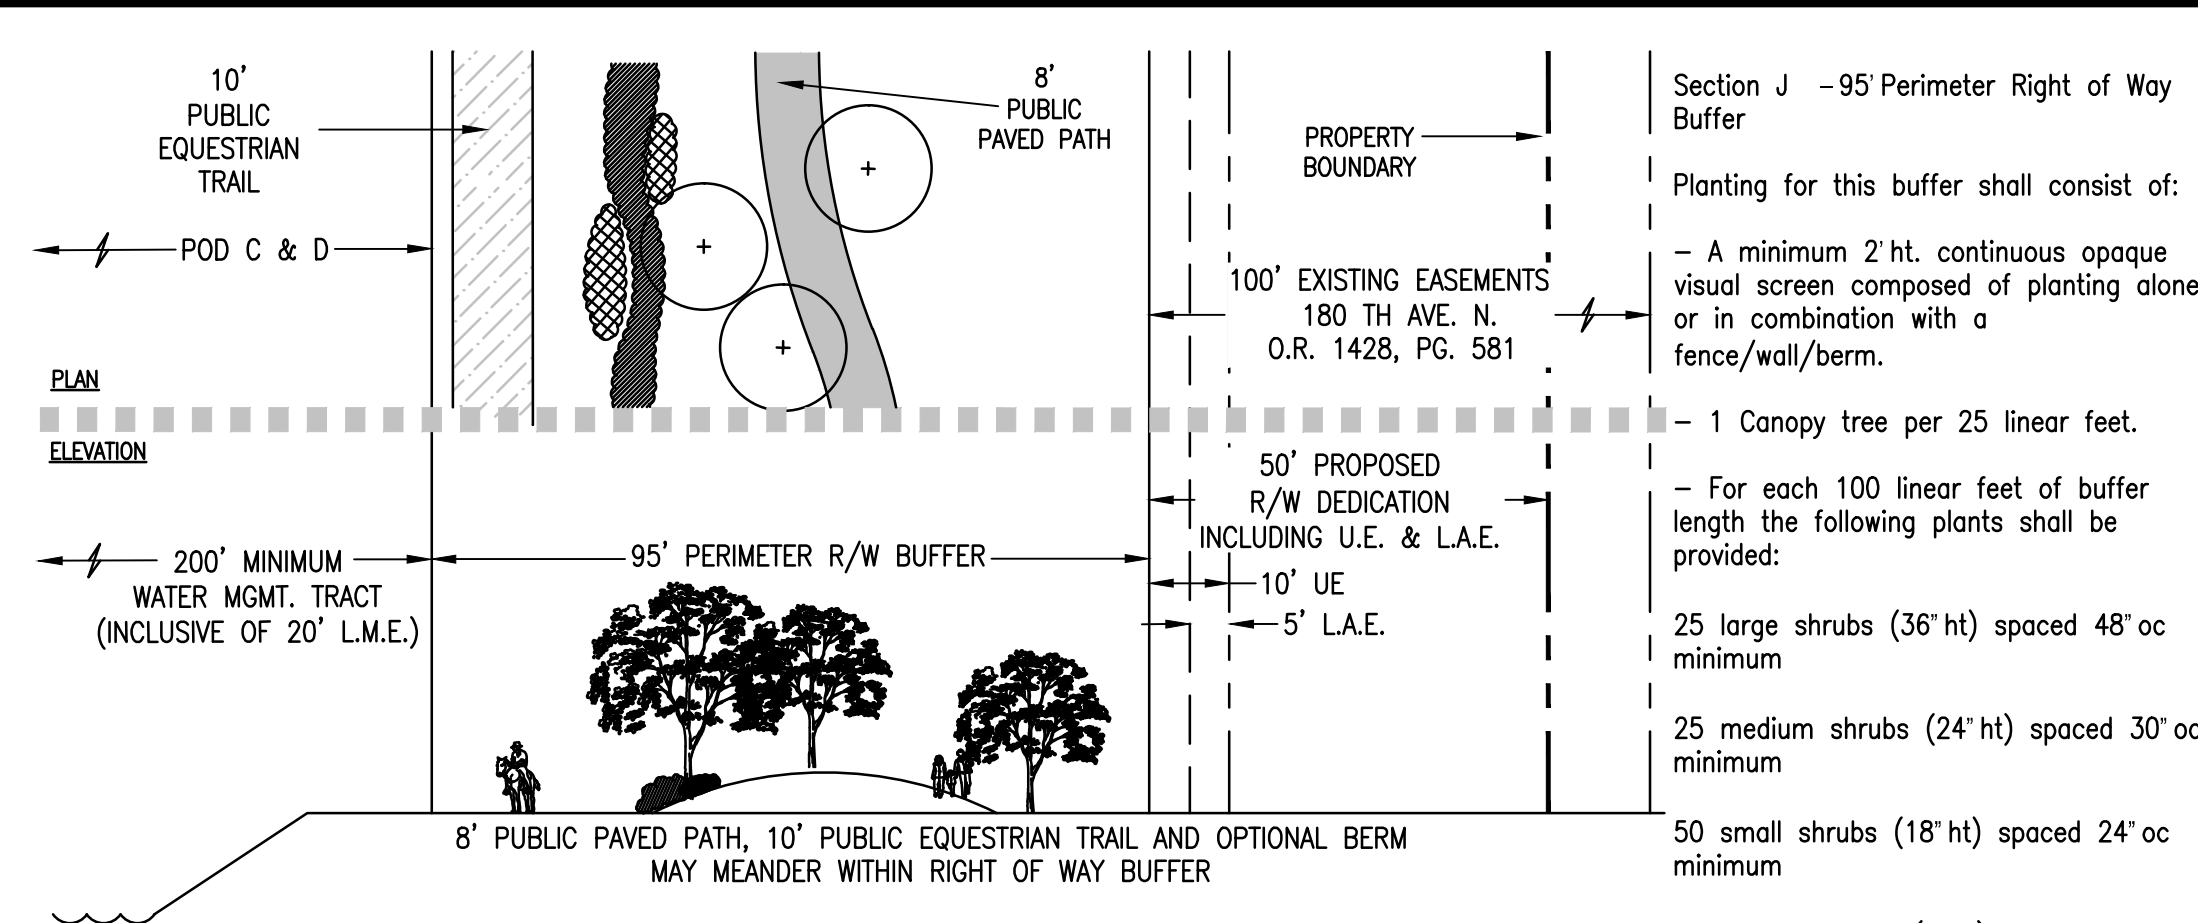 10'
PUBLIC
EQUESTRIAN
TRAIL
8'
PUBLIC
PAVED PATH
PROPERTY
BOUNDARY
POD C & D
100' EXISTING EASEMENTS
180 TH AVE. N.
O.R. 1428, PG. 581
PLAN
ELEVATION
50' PROPOSED
R/W DEDICATION
INCLUDING U.E. & L.A.E.
200' MINIMUM
WATER MGMT. TRACT
(INCLUSIVE OF 20' L.M.E.)
95' PERIMETER R/W BUFFER
10' UE
5' L.A.E.
8' PUBLIC PAVED PATH, 10' PUBLIC EQUESTRIAN TRAIL AND OPTIONAL BERM
MAY MEANDER WITHIN RIGHT OF WAY BUFFER
Section J – 95' Perimeter Right of Way
Buffer
Planting for this buffer shall consist of:
– A minimum 2' ht. continuous opaque
visual screen composed of planting alone
or in combination with a
fence/wall/berm.
– 1 Canopy tree per 25 linear feet.
– For each 100 linear feet of buffer
length the following plants shall be
provided:
25 large shrubs (36" ht) spaced 48" oc
minimum
25 medium shrubs (24" ht) spaced 30" oc
minimum
50 small shrubs (18" ht) spaced 24" oc
minimum